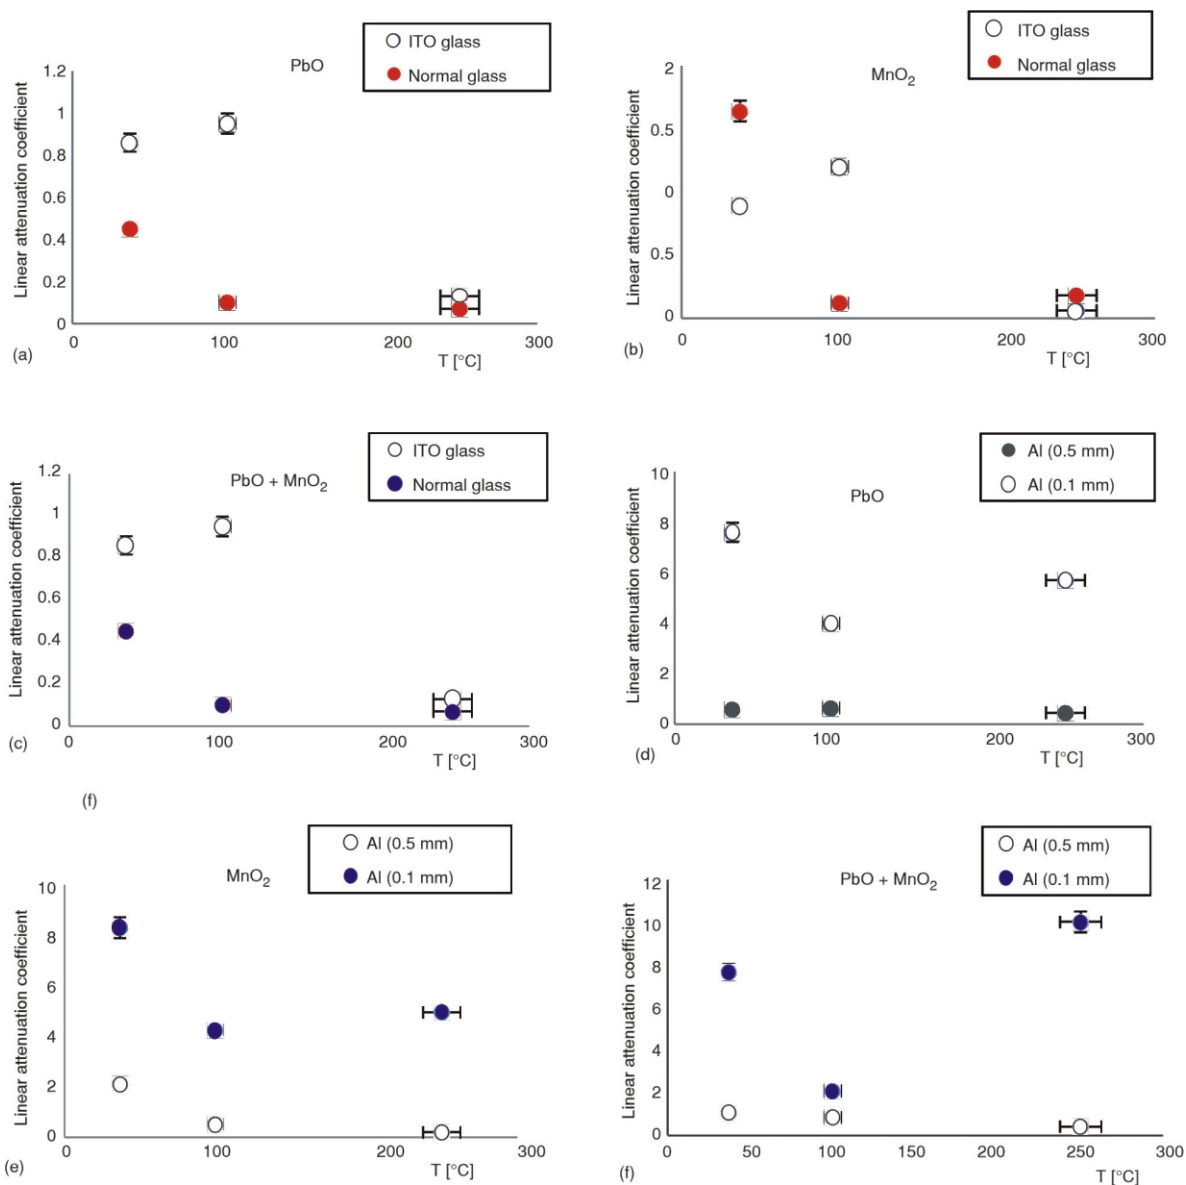 ITO glass
Normal glass
PbO
Linear attenuation coefficient
1.2
1
0.8
0.6
0.4
0.2
0
0 100 200 300
T [°C]
(a)
ITO glass
Normal glass
MnO2
Linear attenuation coefficient
2
0.5
0
0.5
0
0 100 200 300
T [°C]
(b)
ITO glass
Normal glass
PbO + MnO2
Linear attenuation coefficient
1.2
1
0.8
0.6
0.4
0.2
0
0 100 200 300
T [°C]
(c)
Al (0.5 mm)
Al (0.1 mm)
PbO
Linear attenuation coefficient
10
8
6
4
2
0
0 100 200 300
T [°C]
(d)
(f)
Al (0.5 mm)
Al (0.1 mm)
MnO2
Linear attenuation coefficient
10
8
6
4
2
0
0 100 200 300
T [°C]
(e)
Al (0.5 mm)
Al (0.1 mm)
PbO + MnO2
Linear attenuation coefficient
12
10
8
6
4
2
0
0 50 100 150 200 250 300
T [°C]
(f)